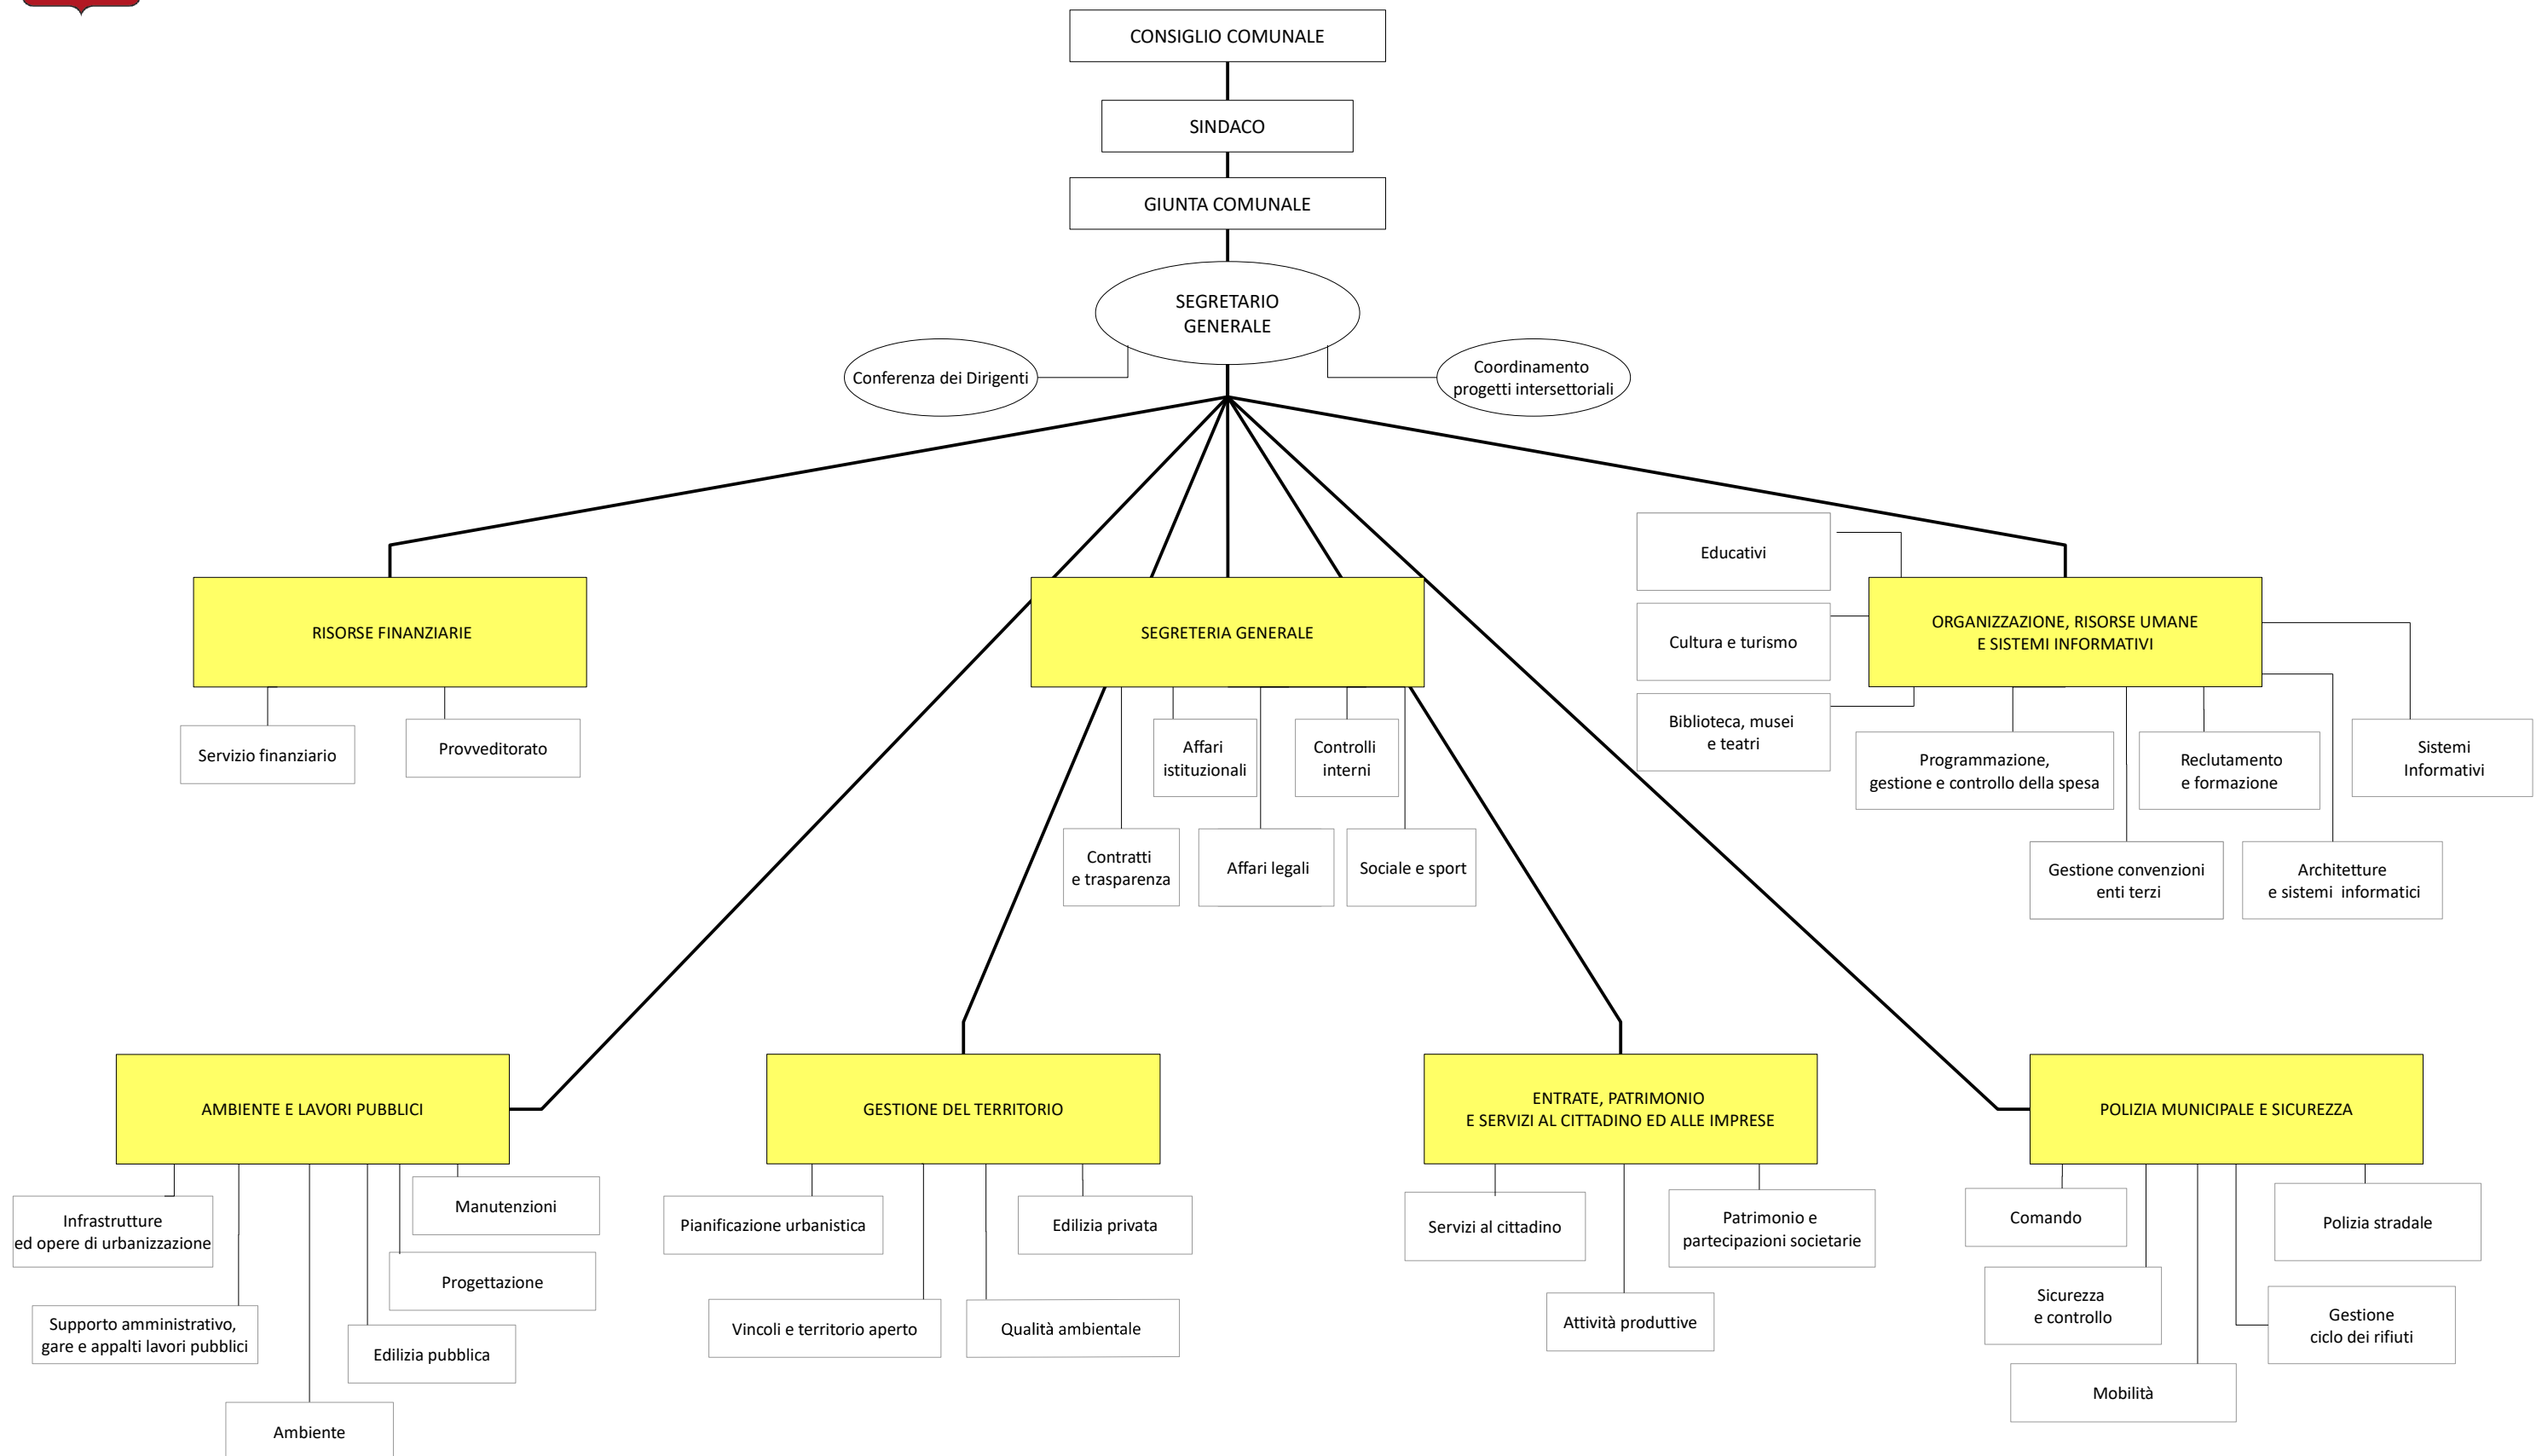 CONSIGLIO COMUNALE
SINDACO
GIUNTA COMUNALE
SEGRETARIO
GENERALE
Conferenza dei Dirigenti
Coordinamento
progetti intersettoriali
RISORSE FINANZIARIE
Servizio finanziario
Provveditorato
SEGRETERIA GENERALE
Affari
istituzionali
Controlli
interni
Contratti
e trasparenza
Affari legali
Sociale e sport
Educativi
Cultura e turismo
Biblioteca, musei
e teatri
ORGANIZZAZIONE, RISORSE UMANE
E SISTEMI INFORMATIVI
Programmazione,
gestione e controllo della spesa
Reclutamento
e formazione
Sistemi
Informativi
Gestione convenzioni
enti terzi
Architetture
e sistemi informatici
AMBIENTE E LAVORI PUBBLICI
Infrastrutture
ed opere di urbanizzazione
Manutenzioni
Progettazione
Supporto amministrativo,
gare e appalti lavori pubblici
Edilizia pubblica
Ambiente
GESTIONE DEL TERRITORIO
Pianificazione urbanistica
Edilizia privata
Vincoli e territorio aperto
Qualità ambientale
ENTRATE, PATRIMONIO
E SERVIZI AL CITTADINO ED ALLE IMPRESE
Servizi al cittadino
Patrimonio e
partecipazioni societarie
Attività produttive
POLIZIA MUNICIPALE E SICUREZZA
Comando
Polizia stradale
Sicurezza
e controllo
Gestione
ciclo dei rifiuti
Mobilità